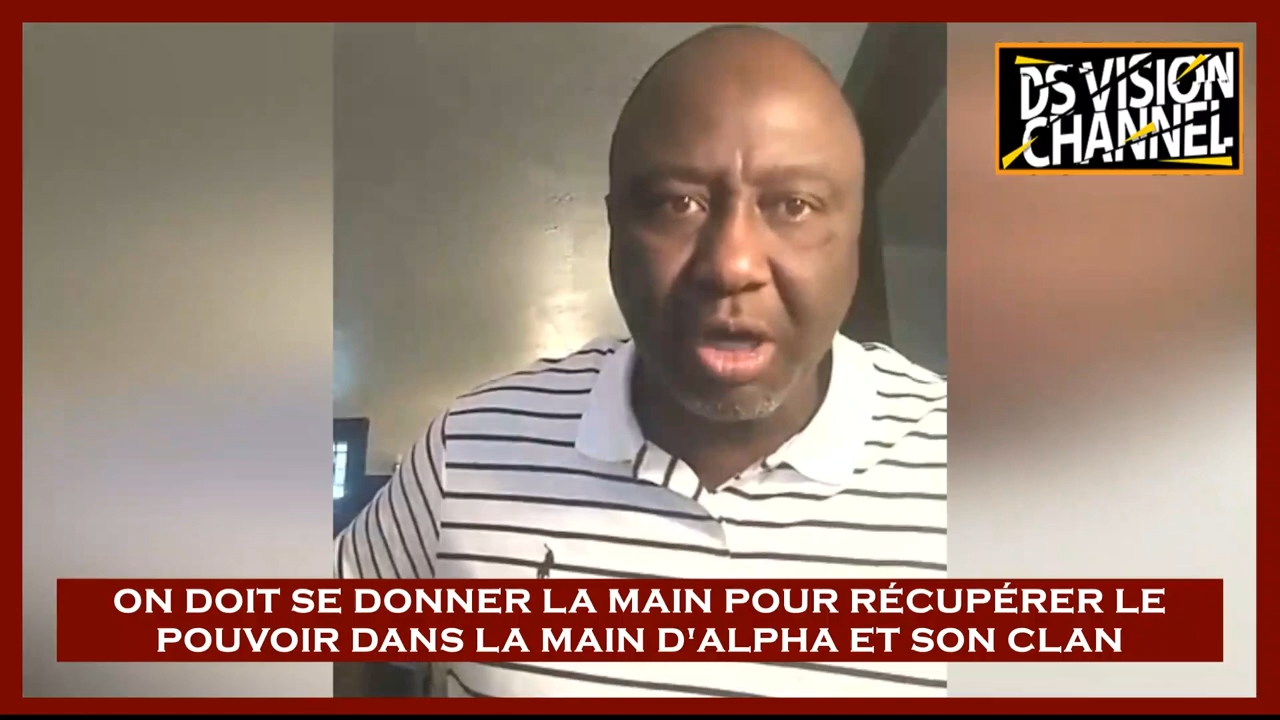 DS VISION
CHANNEL
ON DOIT SE DONNER LA MAIN POUR RÉCUPÉRER LE
POUVOIR DANS LA MAIN D'ALPHA ET SON CLAN